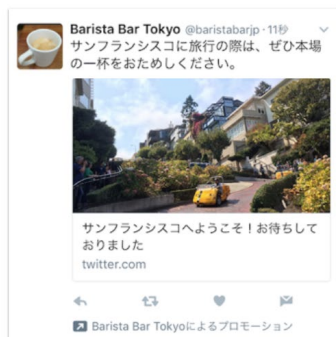 Barista Bar Tokyo @baristabarjp · 11秒
サンフランシスコに旅行の際は、ぜひ本場
の一杯をおためしください。
サンフランシスコへようこそ！お待ちして
おりました
twitter.com
Barista Bar Tokyoによるプロモーション